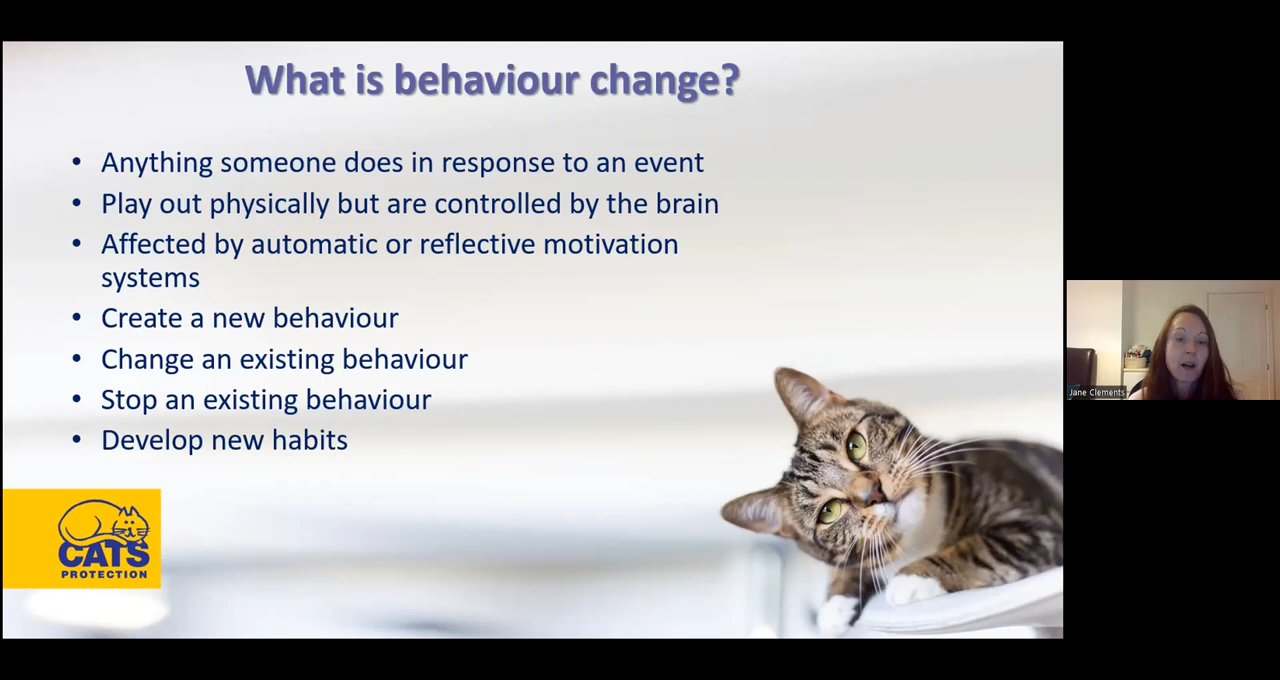 What is behaviour change?
• Anything someone does in response to an event
• Play out physically but are controlled by the brain
• Affected by automatic or reflective motivation
systems
• Create a new behaviour
• Change an existing behaviour
• Stop an existing behaviour
• Develop new habits
CATS
PROTECTION
Jane Clements